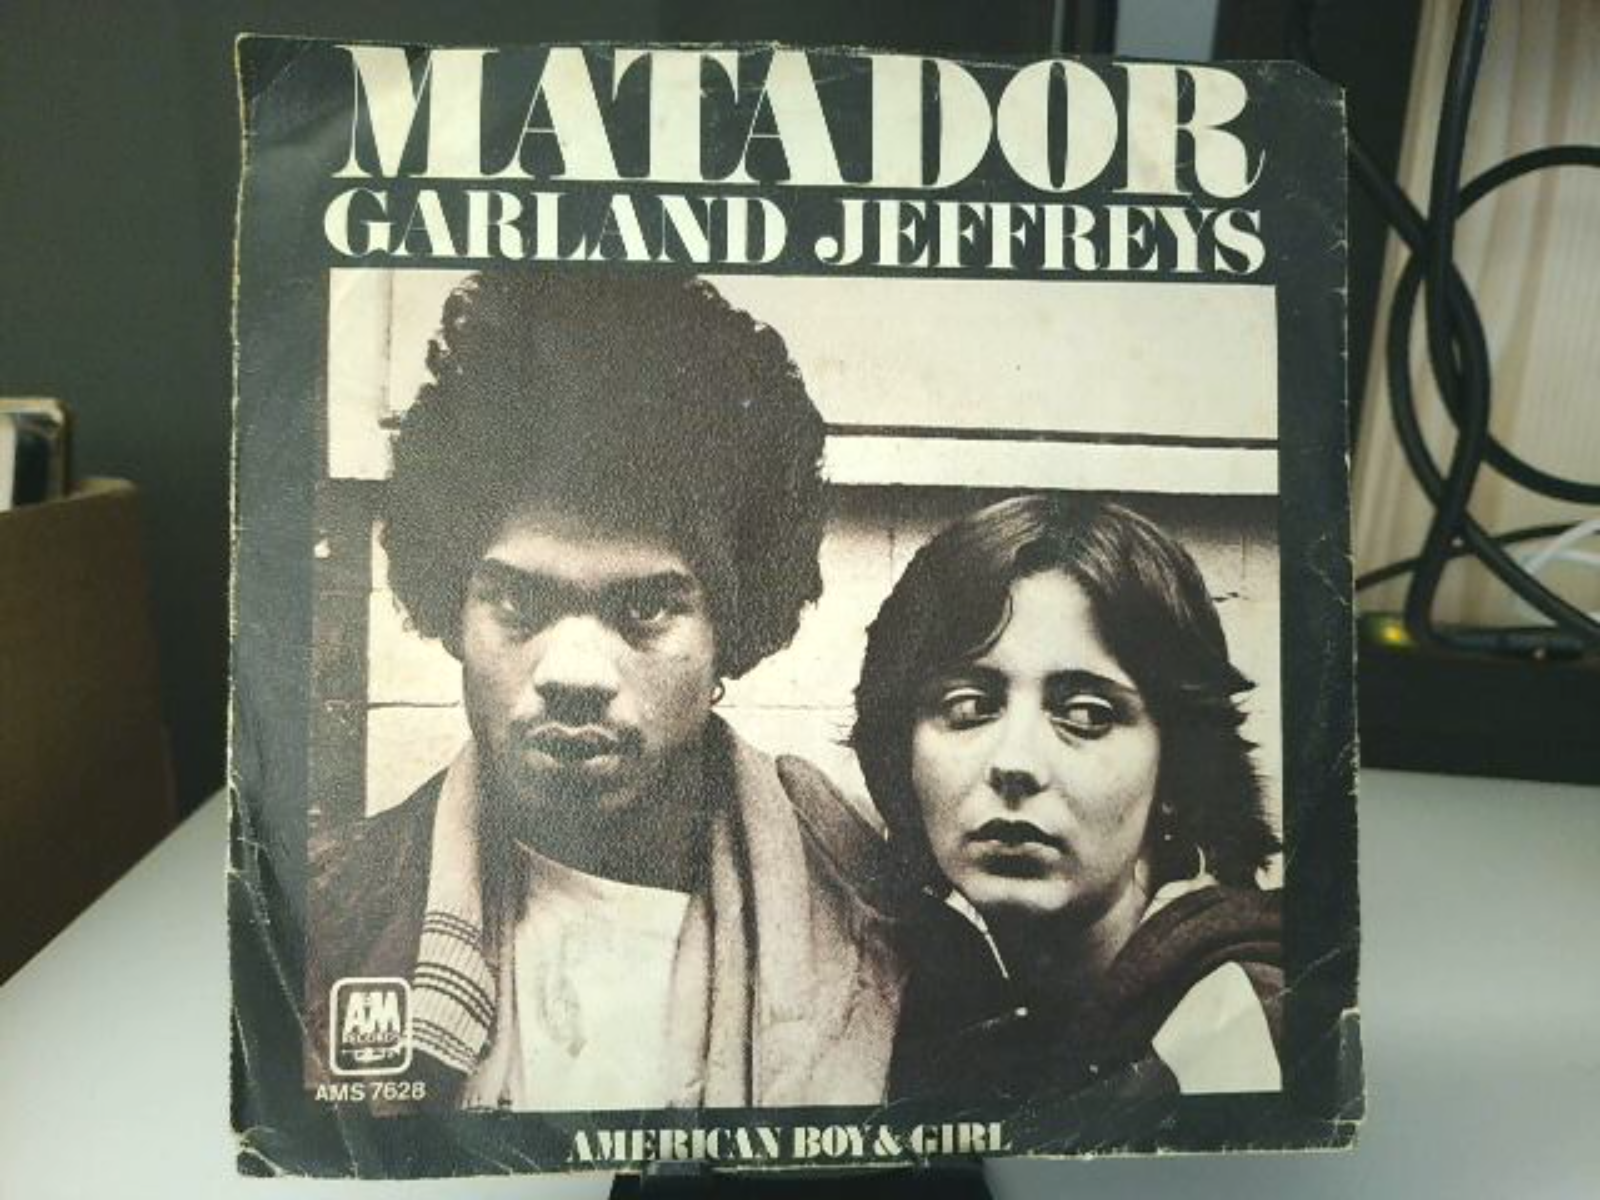 MATADOR
GARLAND JEFFREYS
A&M
RECORDS
AMS 7628
AMERICAN BOY & GIRL